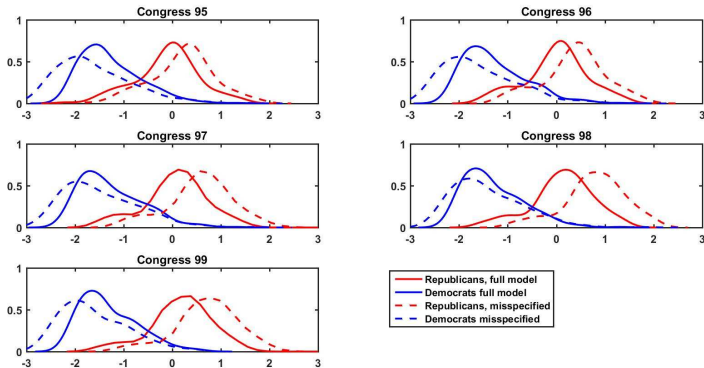 Congress 95
1
0.5
0
-3 -2 -1 0 1 2 3
Congress 96
1
0.5
0
-3 -2 -1 0 1 2 3
Congress 97
1
0.5
0
-3 -2 -1 0 1 2 3
Congress 98
1
0.5
0
-3 -2 -1 0 1 2 3
Congress 99
1
0.5
0
-3 -2 -1 0 1 2 3
Republicans, full model
Democrats full model
Republicans, misspecified
Democrats misspecified